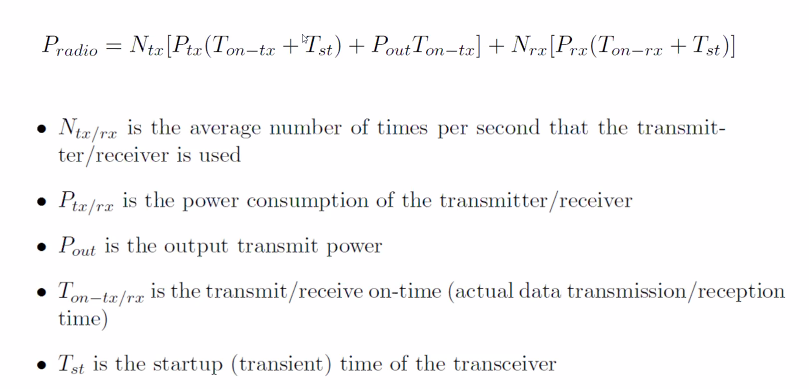 P_{radio} = N_{tx}[P_{tx}(T_{on-tx} + T_{st}) + P_{out}T_{on-tx}] + N_{rx}[P_{rx}(T_{on-rx} + T_{st})]
• N_{tx/rx} is the average number of times per second that the transmit-
ter/receiver is used
• P_{tx/rx} is the power consumption of the transmitter/receiver
• P_{out} is the output transmit power
• T_{on-tx/rx} is the transmit/receive on-time (actual data transmission/reception
time)
• T_{st} is the startup (transient) time of the transceiver